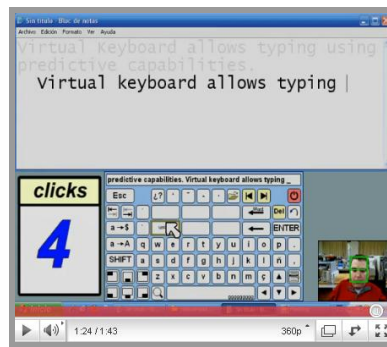 Sin título - Bloc de notas
Archivo Edición Formato Ver Ayuda
Virtual Keyboard allows typing using
predictive capabilities.
Virtual keyboard allows typing
predictive capabilities. Virtual keyboard allows typing _
clicks
4
Esc ¿?
Del
a→$ ENTER
a→A q w e r t y u i o p
SHIFT a s d f g h j k l ñ
z x c v b n m ç
1:24 / 1:43 360p